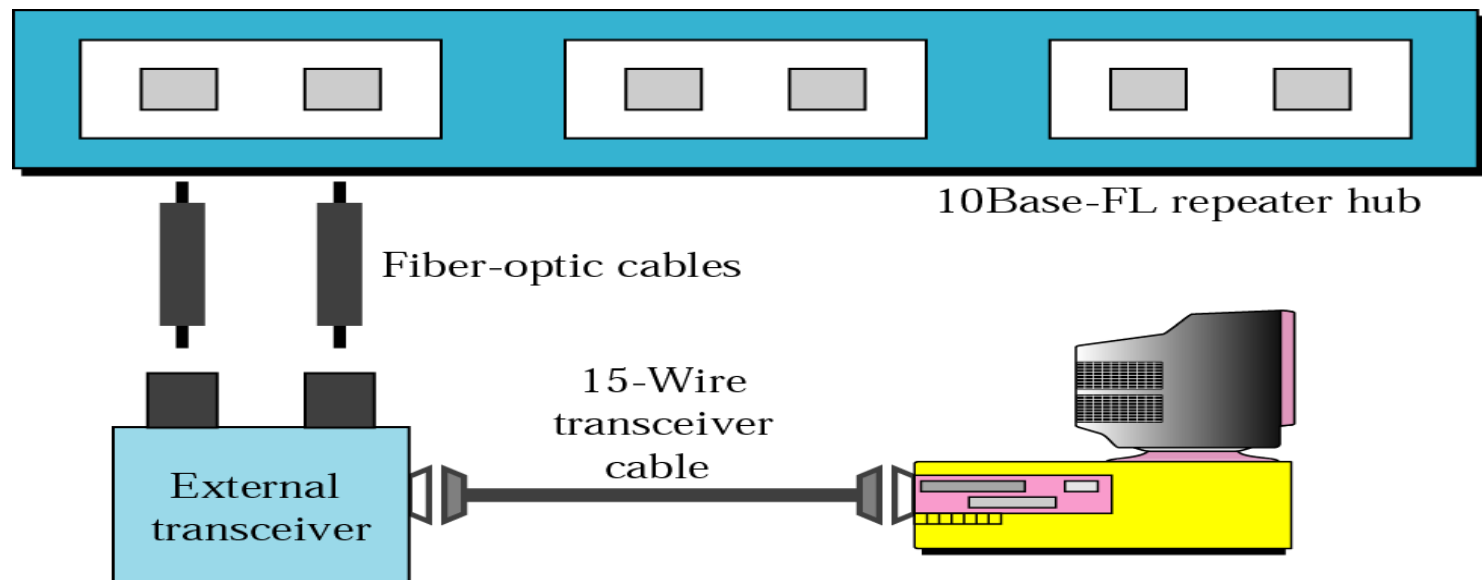 10Base-FL repeater hub
Fiber-optic cables
15-Wire
transceiver
cable
External
transceiver